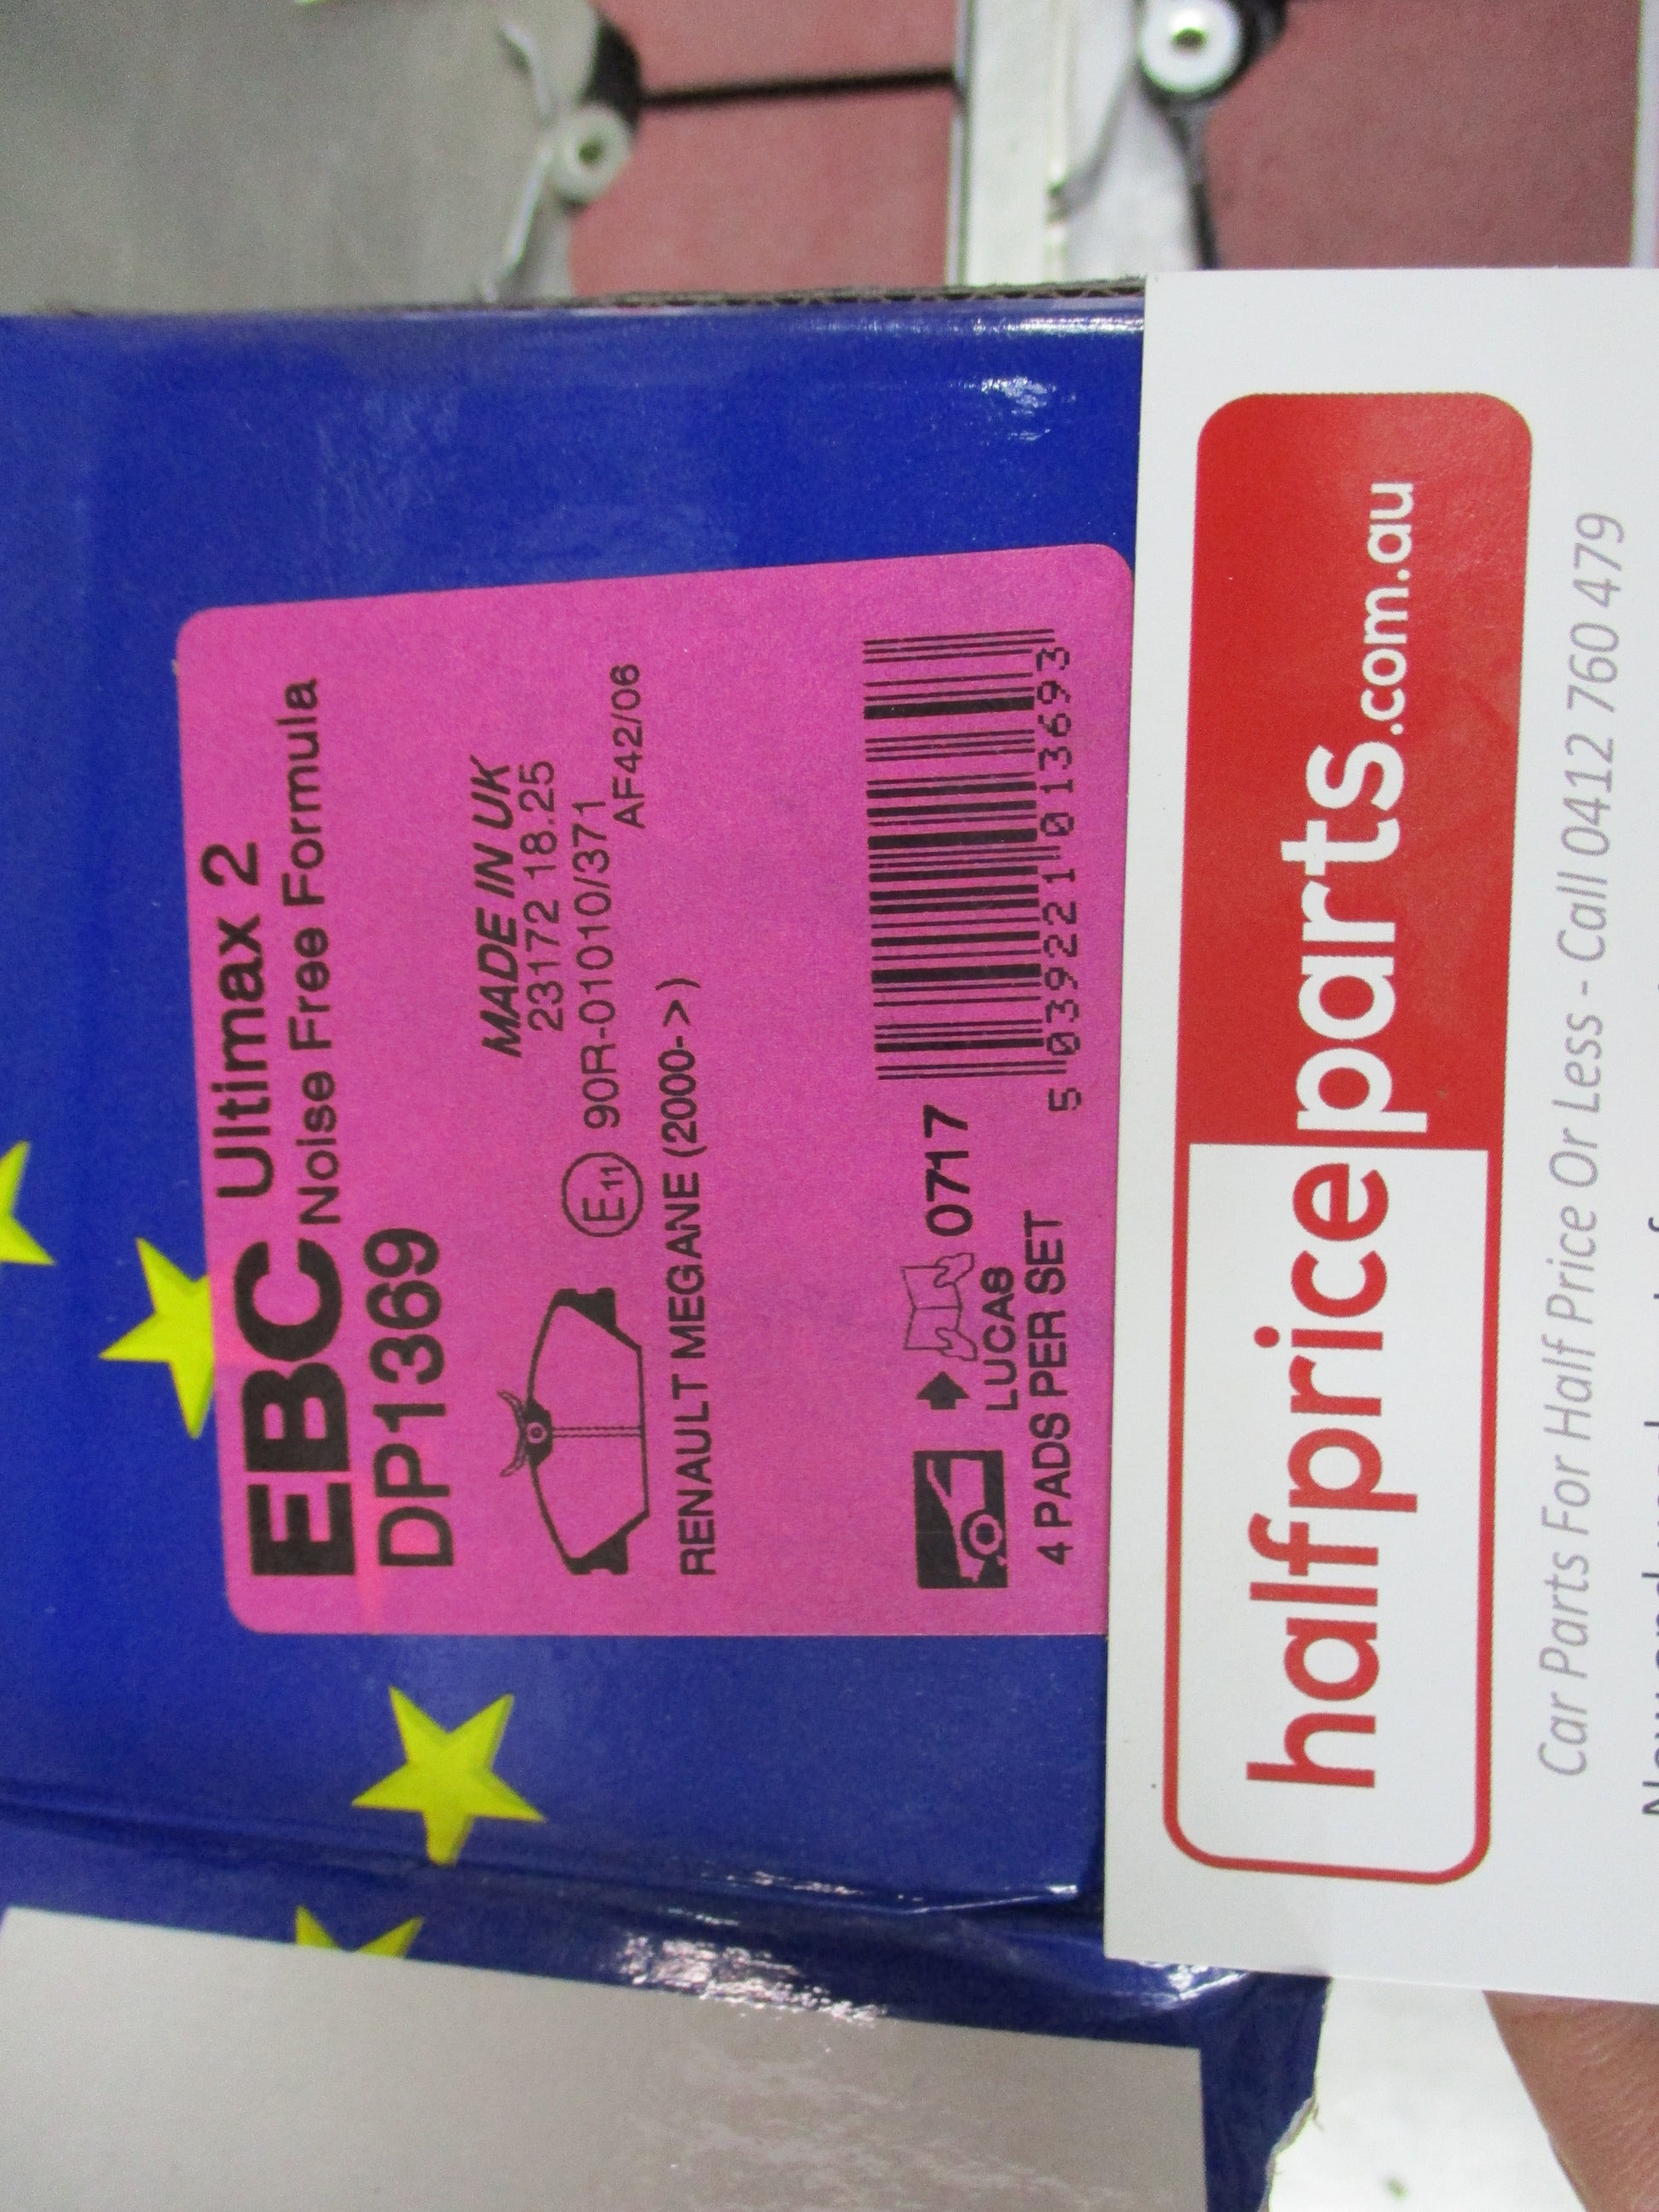 EBC Ultimax 2
Noise Free Formula
DP1369
MADE IN UK
23172 18.25
E11 90R-01010/371
AF42/06
RENAULT MEGANE (2000->)
0717
LUCAS
4 PADS PER SET
5 039221 013693
halfpriceparts.com.au
Car Parts For Half Price Or Less - Call 0412 760 479